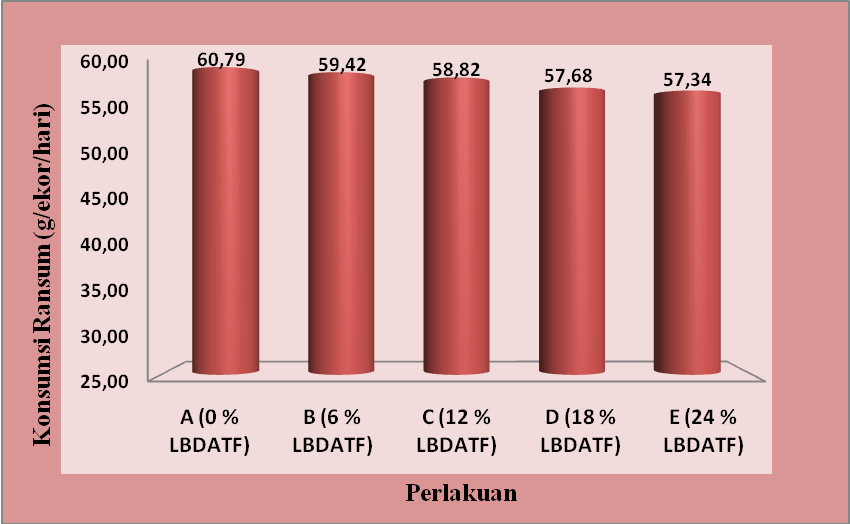 Konsumsi Ransum (g/ekor/hari)
60,00
55,00
50,00
45,00
40,00
35,00
30,00
25,00
60,79
59,42
58,82
57,68
57,34
A (0 %
LBDATF)
B (6 %
LBDATF)
C (12 %
LBDATF)
D (18 %
LBDATF)
E (24 %
LBDATF)
Perlakuan